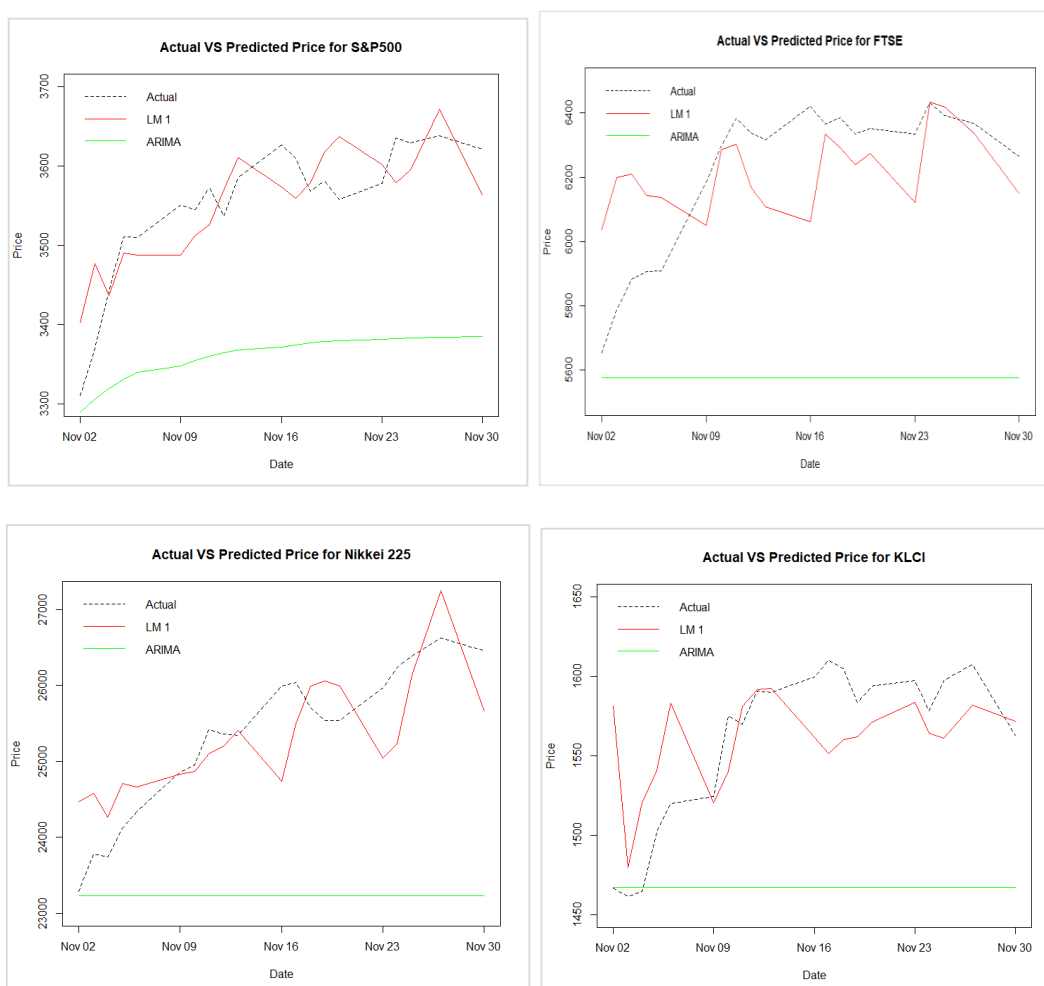 Actual VS Predicted Price for S&P500
Actual
LM 1
ARIMA
3700
3600
3500
3400
3300
Price
Nov 02
Nov 09
Nov 16
Nov 23
Nov 30
Date
Actual VS Predicted Price for FTSE
Actual
LM 1
ARIMA
6400
6200
6000
5800
5600
Price
Nov 02
Nov 09
Nov 16
Nov 23
Nov 30
Date
Actual VS Predicted Price for Nikkei 225
Actual
LM 1
ARIMA
27000
26000
25000
24000
23000
Price
Nov 02
Nov 09
Nov 16
Nov 23
Nov 30
Date
Actual VS Predicted Price for KLCI
Actual
LM 1
ARIMA
1650
1600
1550
1500
1450
Price
Nov 02
Nov 09
Nov 16
Nov 23
Nov 30
Date